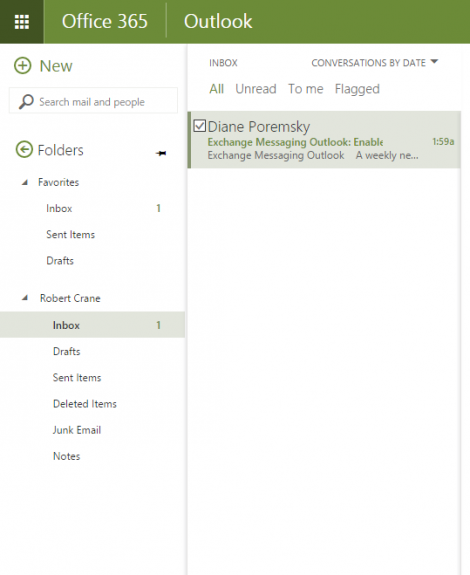 Office 365 Outlook
New
Search mail and people
Folders
Favorites
Inbox 1
Sent Items
Drafts
Robert Crane
Inbox 1
Drafts
Sent Items
Deleted Items
Junk Email
Notes
INBOX CONVERSATIONS BY DATE
All Unread To me Flagged
Diane Poremsky
Exchange Messaging Outlook: Enable 1:59a
Exchange Messaging Outlook A weekly ne...